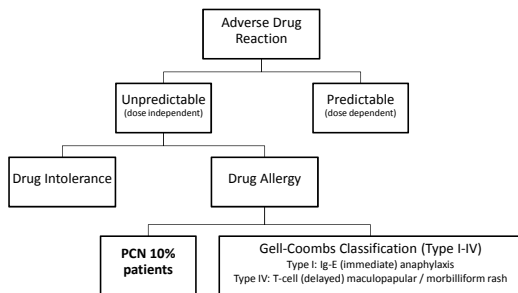 Adverse Drug
Reaction
Unpredictable
(dose independent)
Predictable
(dose dependent)
Drug Intolerance
Drug Allergy
PCN 10%
patients
Gell-Coombs Classification (Type I-IV)
Type I: Ig-E (immediate) anaphylaxis
Type IV: T-cell (delayed) maculopapular / morbilliform rash